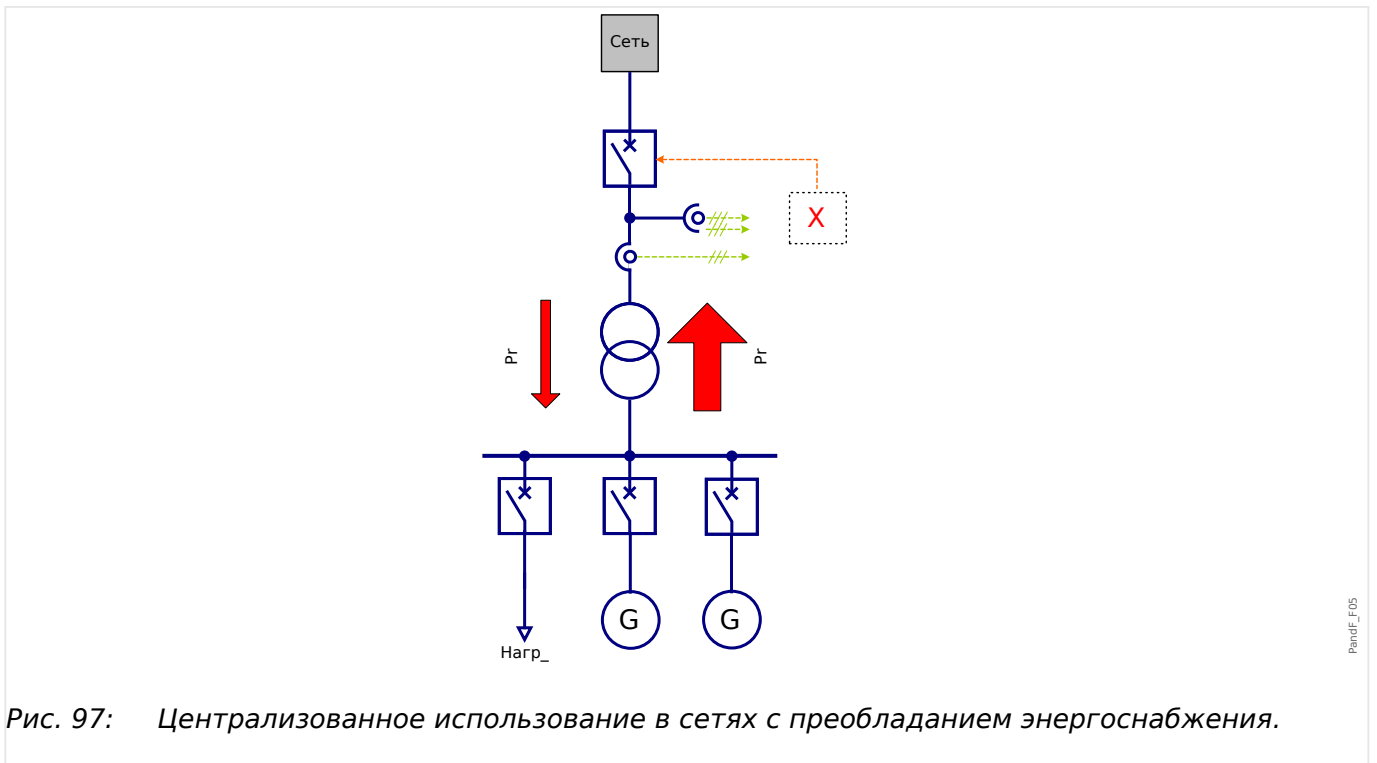 Сеть
X
Pr
Pr
G
G
Нагр_
PandF_F05
Рис. 97: Централизованное использование в сетях с преобладанием энергоснабжения.